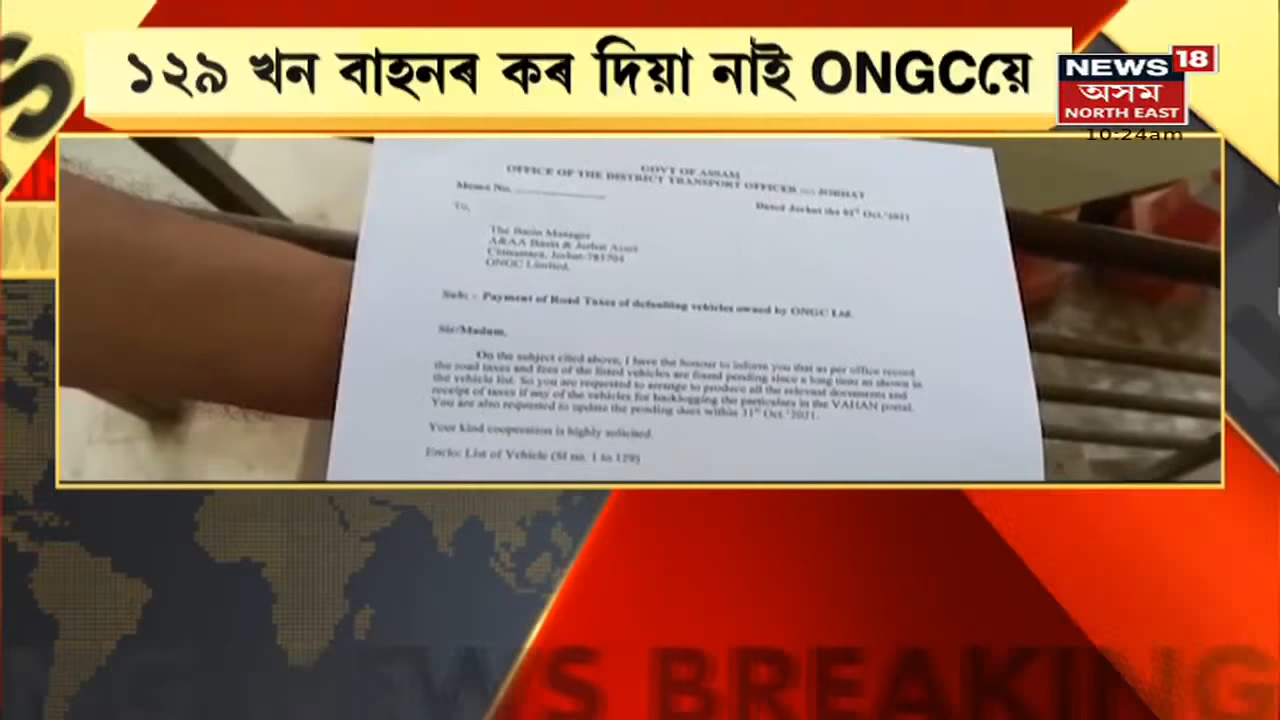 ১২৯ খন বাহনৰ কৰ দিয়া নাই ONGCয়ে
NEWS 18
অসম
NORTH EAST
10:24am
GOVT OF ASSAM
OFFICE OF THE DISTRICT TRANSPORT OFFICER ::: JORHAT
Memo No.
Dated Jorhat the 01st Oct.'2021
To,
The Basin Manager
A&AA Basin & Jorhat Asset
Cinnamara, Jorhat-785704
ONGC Limited.
Sub: - Payment of Road Taxes of defaulting vehicles owned by ONGC Ltd.
Sir/Madam,
On the subject cited above, I have the honour to inform you that as per office record
the road taxes and fees of the listed vehicles are found pending since a long time as shown in
the vehicle list. So you are requested to arrange to produce all the relevant documents and
receipt of taxes if any of the vehicles for backlogging the particulars in the VAHAN portal.
You are also requested to update the pending dues within 31st Oct.'2021.
Your kind cooperation is highly solicited.
Enclo: List of Vehicle (Sl no. 1 to 129)
NEWS BREAKING